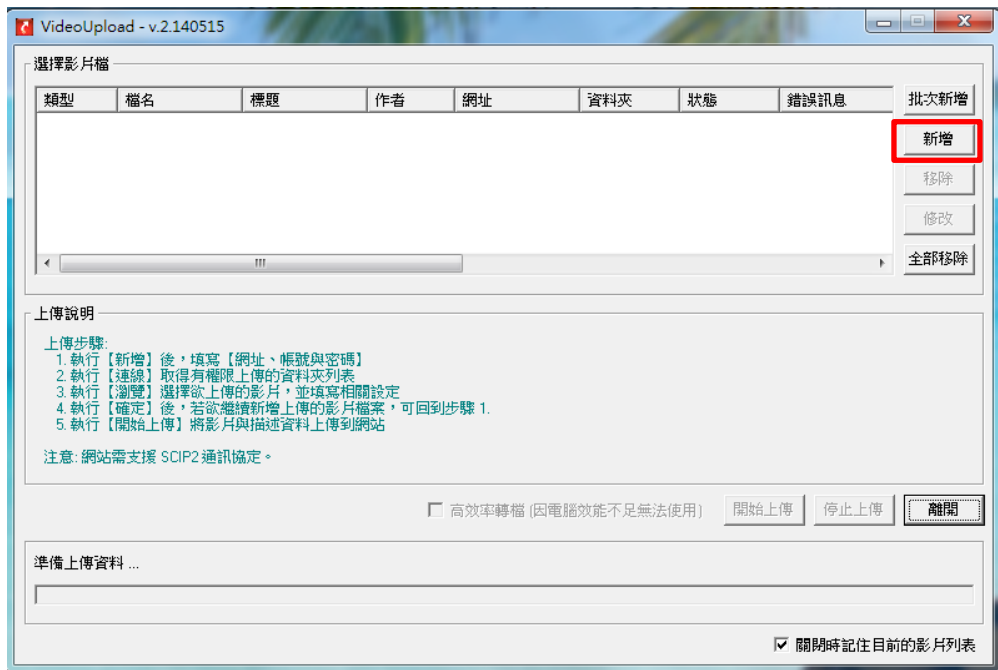 VideoUpload - v.2.140515
選擇影片檔
類型 檔名 標題 作者 網址 資料夾 狀態 錯誤訊息
批次新增
新增
移除
修改
全部移除
上傳說明
上傳步驟:
1. 執行【新增】後，填寫【網址、帳號與密碼】
2. 執行【連線】取得有權限上傳的資料夾列表
3. 執行【瀏覽】選擇欲上傳的影片，並填寫相關設定
4. 執行【確定】後，若欲繼續新增上傳的影片檔案，可回到步驟 1.
5. 執行【開始上傳】將影片與描述資料上傳到網站
注意: 網站需支援 SCIP2 通訊協定。
高效率轉檔 (因電腦效能不足無法使用) 開始上傳 停止上傳 離開
準備上傳資料 ...
關閉時記住目前的影片列表